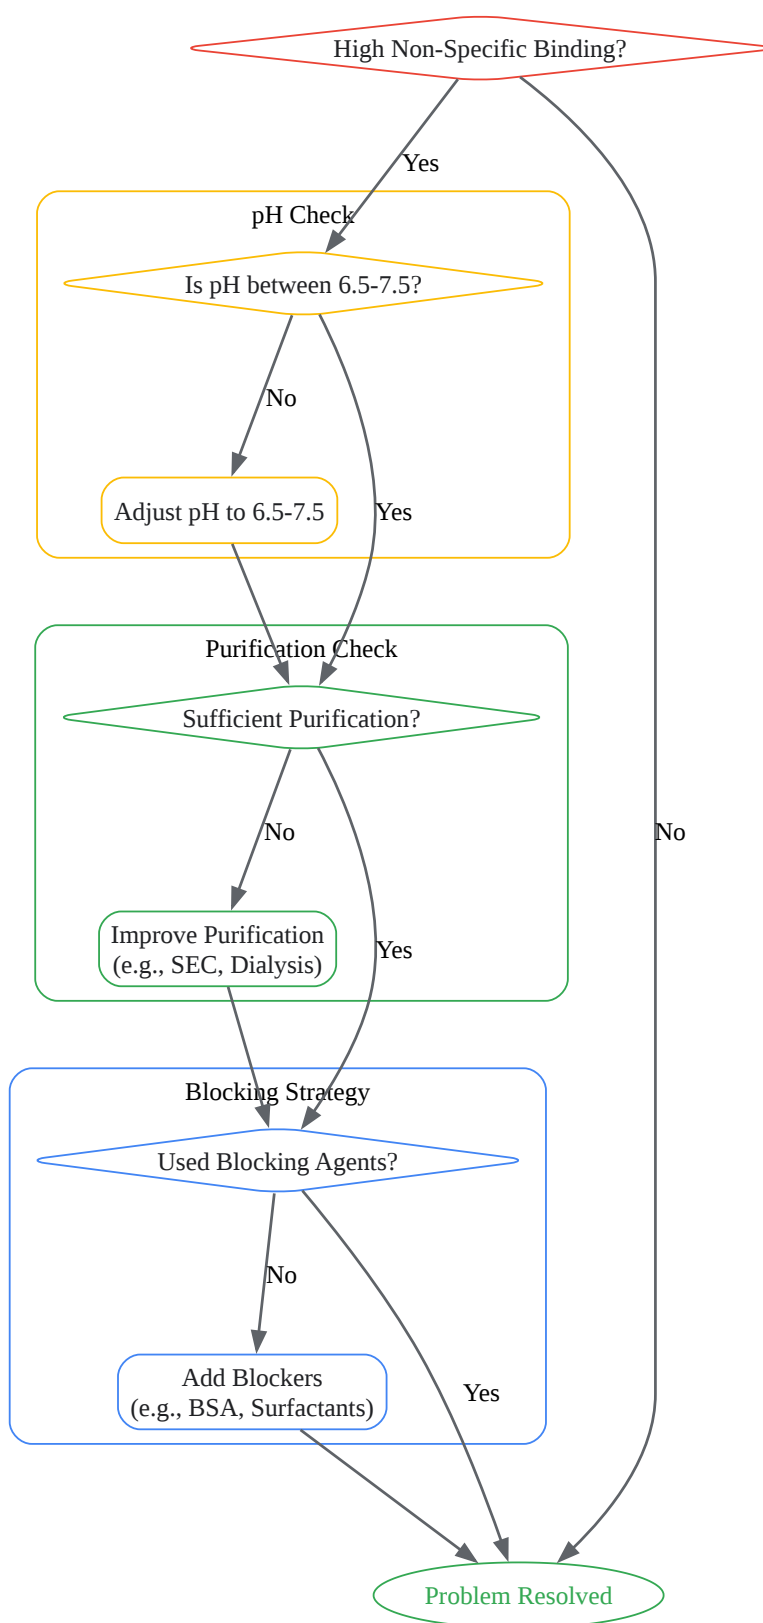 High Non-Specific Binding?
Yes
pH Check
Is pH between 6.5-7.5?
No
Adjust pH to 6.5-7.5
Yes
Purification Check
Sufficient Purification?
No
No
Improve Purification
(e.g., SEC, Dialysis)
Yes
Blocking Strategy
Used Blocking Agents?
No
Add Blockers
(e.g., BSA, Surfactants)
Yes
Problem Resolved